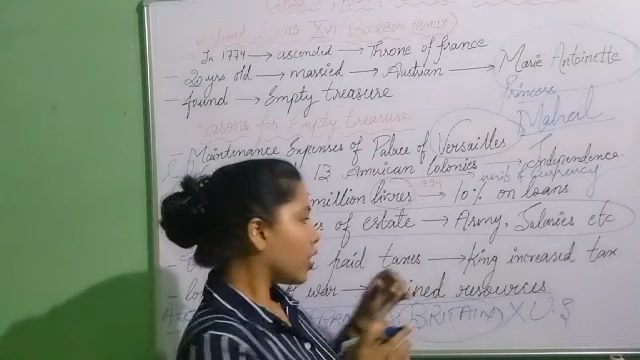 LOUIS XVI (BOURBON FAMILY)
In 1774 → ascended → Throne of france
- 20 yrs old → married → Austrian → Marie Antoinette
Princess
- found → Empty treasure
Mahal
Reasons for Empty treasure
- Maintenance Expenses of Palace of Versailles
13 American Colonies → Independence
unit of currency
million livres → 10% on loans
of estate → Army, Salaries etc
paid taxes → King increased tax
of war → resources
BRITAIN X U.S